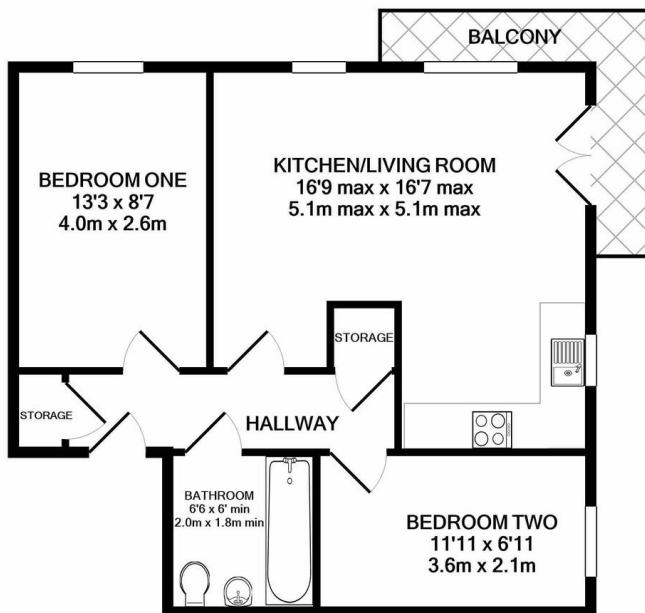 BALCONY
BEDROOM ONE
13'3 x 8'7
4.0m x 2.6m
KITCHEN/LIVING ROOM
16'9 max x 16'7 max
5.1m max x 5.1m max
STORAGE
STORAGE
HALLWAY
BATHROOM
6'6 x 6' min
2.0m x 1.8m min
BEDROOM TWO
11'11 x 6'11
3.6m x 2.1m